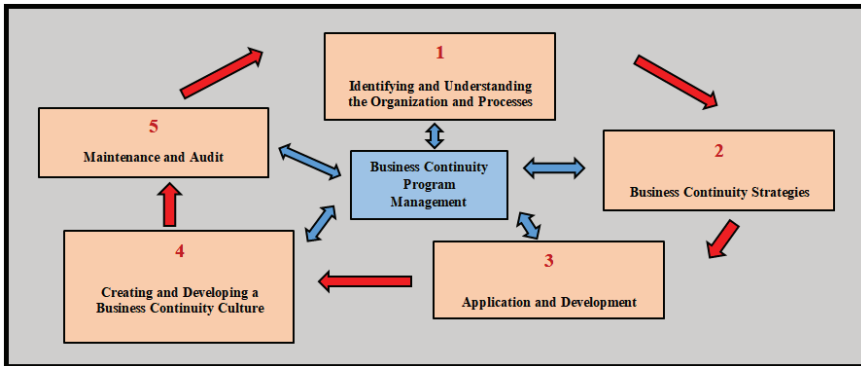 1
Identifying and Understanding
the Organization and Processes
2
Business Continuity Strategies
3
Application and Development
4
Creating and Developing a
Business Continuity Culture
5
Maintenance and Audit
Business Continuity
Program
Management